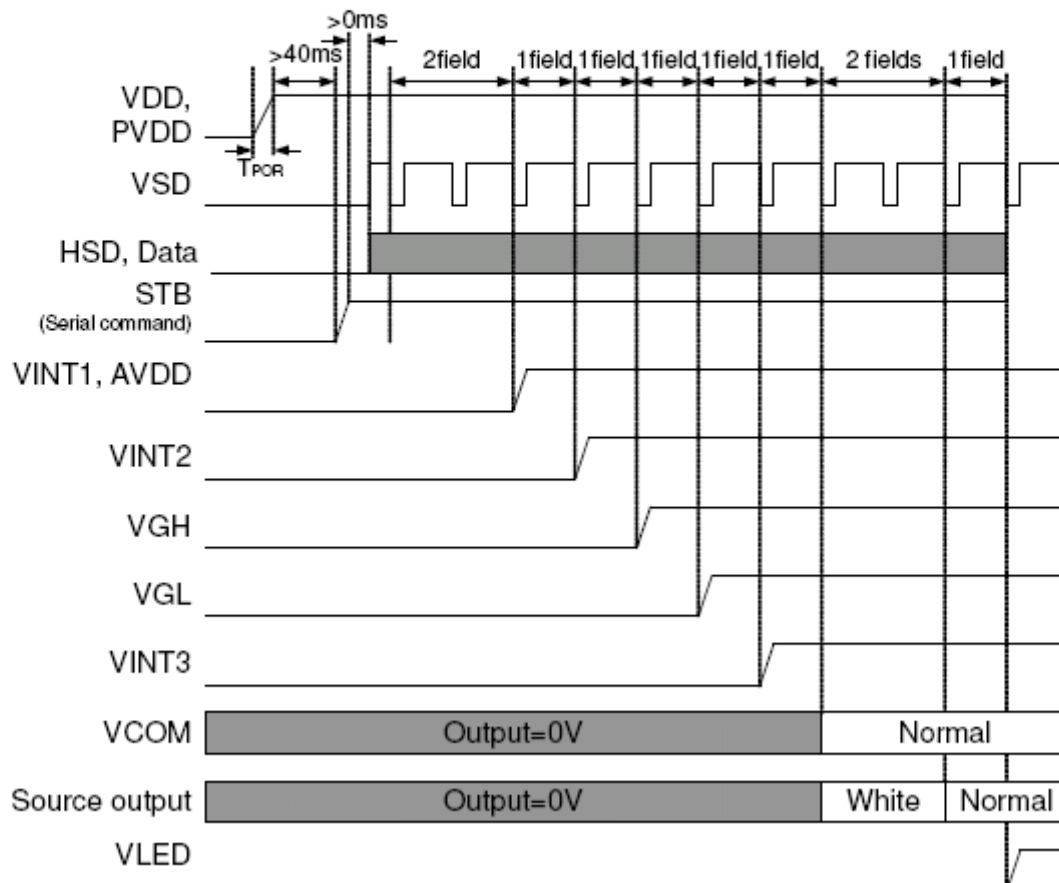 >0ms
>40ms
2field 1field 1field 1field 1field 1field 2 fields 1field
VDD,
PVDD
TPOR
VSD
HSD, Data
STB
(Serial command)
VINT1, AVDD
VINT2
VGH
VGL
VINT3
VCOM Output=0V Normal
Source output Output=0V White Normal
VLED